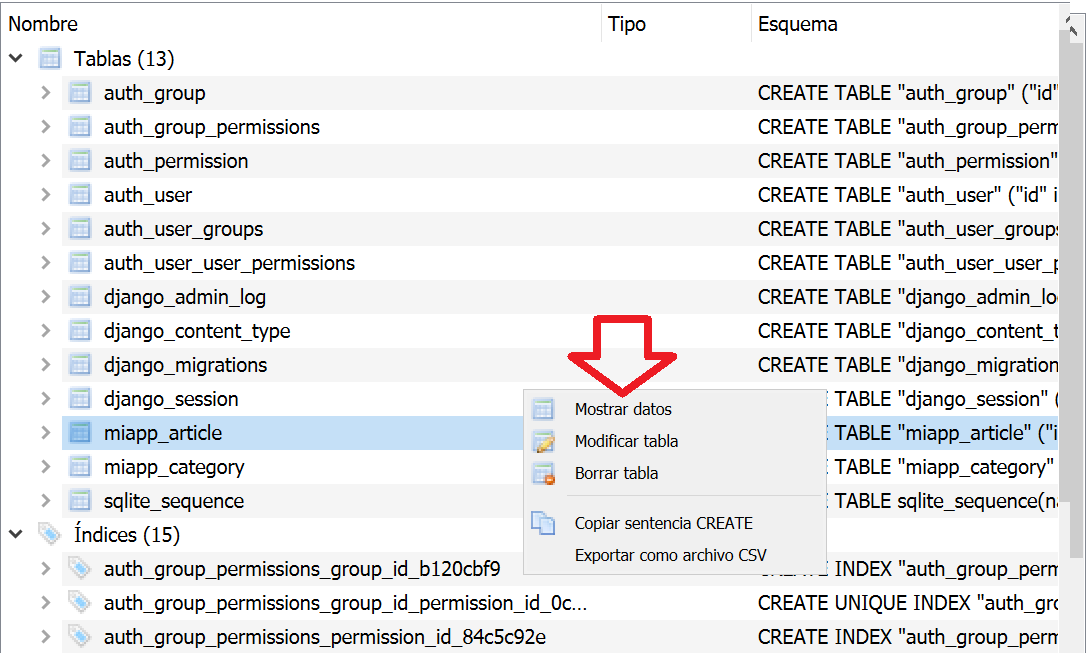 Nombre Tipo Esquema
Tablas (13)
auth_group CREATE TABLE "auth_group" ("id"
auth_group_permissions CREATE TABLE "auth_group_perm
auth_permission CREATE TABLE "auth_permission"
auth_user CREATE TABLE "auth_user" ("id" i
auth_user_groups CREATE TABLE "auth_user_groups
auth_user_user_permissions CREATE TABLE "auth_user_user_p
django_admin_log CREATE TABLE "django_admin_lo
django_content_type CREATE TABLE "django_content_t
django_migrations CREATE TABLE "django_migration
django_session TABLE "django_session" (
Mostrar datos
miapp_article TABLE "miapp_article" ("i
Modificar tabla
miapp_category TABLE "miapp_category"
Borrar tabla
sqlite_sequence TABLE sqlite_sequence(na
Copiar sentencia CREATE
Índices (15)
Exportar como archivo CSV
auth_group_permissions_group_id_b120cbf9 CREATE INDEX "auth_group_perm
auth_group_permissions_group_id_permission_id_0c... CREATE UNIQUE INDEX "auth_gro
auth_group_permissions_permission_id_84c5c92e CREATE INDEX "auth_group_perm